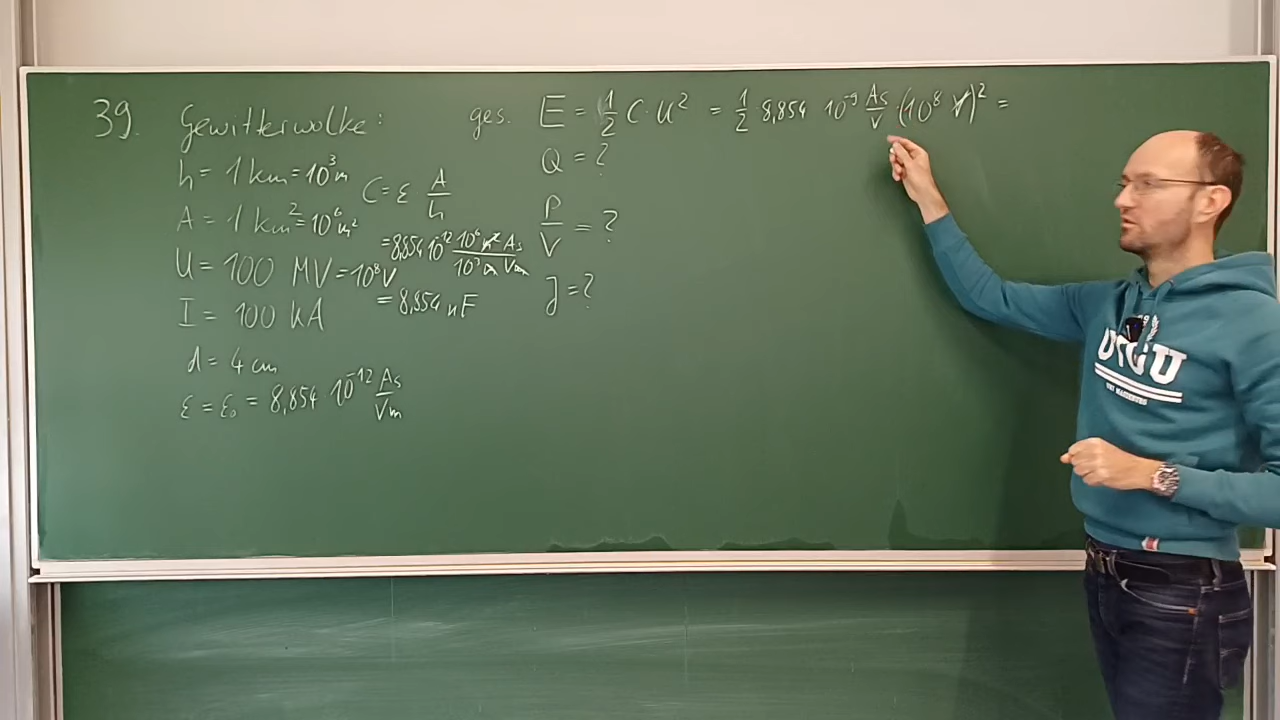 39. Gewitterwolke:
h = 1 km = 10³ m
A = 1 km² = 10⁶ m²
U = 100 MV = 10⁸ V
I = 100 kA
d = 4 cm
ε = ε₀ = 8,854 10⁻¹² As/Vm
C = ε A/h
= 8,854 10⁻¹² 10⁶ m² As / 10³ m Vm
= 8,854 nF
ges. E = 1/2 C · U² = 1/2 8,854 10⁻⁹ As/V · (10⁸ V)² =
Q = ?
P/V = ?
J = ?